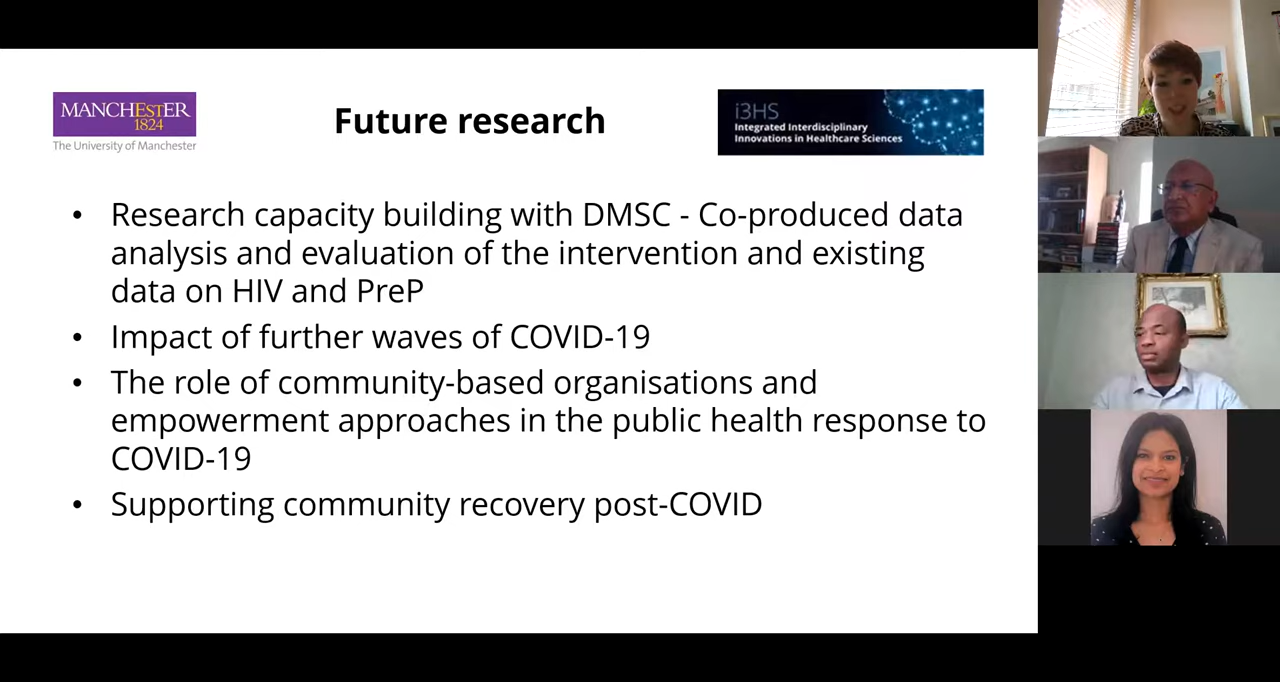 MANCHESTER
1824
The University of Manchester
Future research
i3HS
Integrated Interdisciplinary
Innovations in Healthcare Sciences
• Research capacity building with DMSC - Co-produced data
analysis and evaluation of the intervention and existing
data on HIV and PreP
• Impact of further waves of COVID-19
• The role of community-based organisations and
empowerment approaches in the public health response to
COVID-19
• Supporting community recovery post-COVID